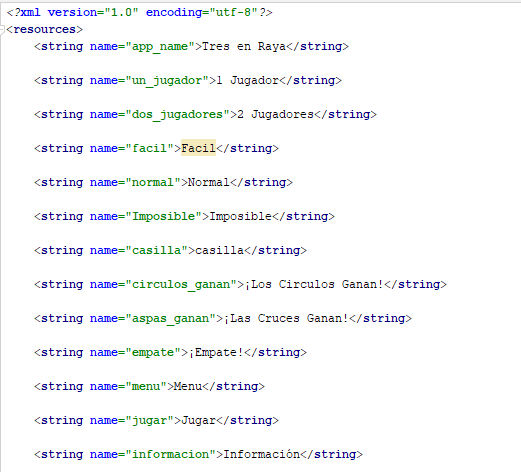 <?xml version="1.0" encoding="utf-8"?>
<resources>
<string name="app_name">Tres en Raya</string>
<string name="un_jugador">1 Jugador</string>
<string name="dos_jugadores">2 Jugadores</string>
<string name="facil">Facil</string>
<string name="normal">Normal</string>
<string name="Imposible">Imposible</string>
<string name="casilla">casilla</string>
<string name="circulos_ganan">¡Los Circulos Ganan!</string>
<string name="aspas_ganan">¡Las Cruces Ganan!</string>
<string name="empate">¡Empate!</string>
<string name="menu">Menu</string>
<string name="jugar">Jugar</string>
<string name="informacion">Información</string>